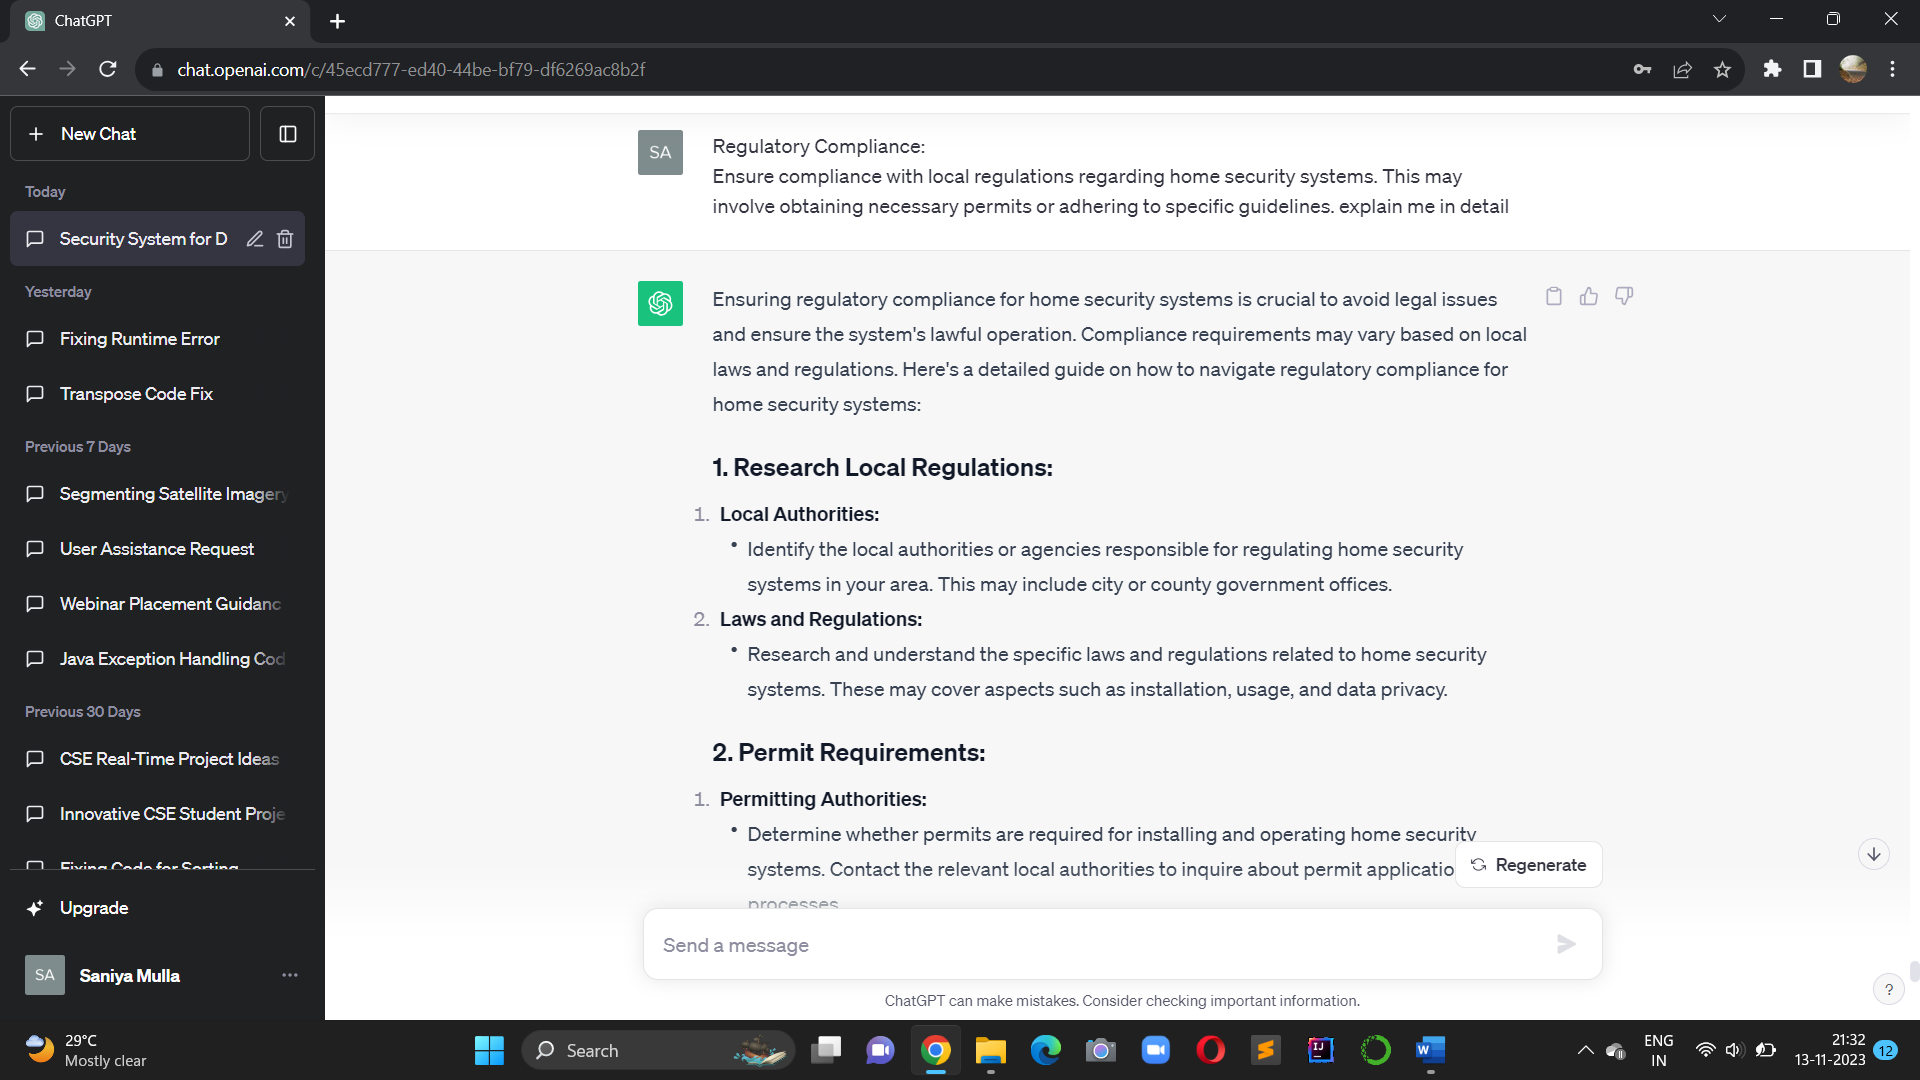 ChatGPT
chat.openai.com/c/45ecd777-ed40-44be-bf79-df6269ac8b2f
New Chat
Today
Security System for D
Yesterday
Fixing Runtime Error
Transpose Code Fix
Previous 7 Days
Segmenting Satellite Imagery
User Assistance Request
Webinar Placement Guidanc
Java Exception Handling Cod
Previous 30 Days
CSE Real-Time Project Ideas
Innovative CSE Student Proje
Fixing Code for Sorting
Upgrade
SA
Saniya Mulla
SA
Regulatory Compliance:
Ensure compliance with local regulations regarding home security systems. This may
involve obtaining necessary permits or adhering to specific guidelines. explain me in detail
Ensuring regulatory compliance for home security systems is crucial to avoid legal issues
and ensure the system's lawful operation. Compliance requirements may vary based on local
laws and regulations. Here's a detailed guide on how to navigate regulatory compliance for
home security systems:
1. Research Local Regulations:
1. Local Authorities:
• Identify the local authorities or agencies responsible for regulating home security
systems in your area. This may include city or county government offices.
2. Laws and Regulations:
• Research and understand the specific laws and regulations related to home security
systems. These may cover aspects such as installation, usage, and data privacy.
2. Permit Requirements:
1. Permitting Authorities:
• Determine whether permits are required for installing and operating home security
systems. Contact the relevant local authorities to inquire about permit applicatio
processes.
Regenerate
Send a message
ChatGPT can make mistakes. Consider checking important information.
?
29°C
Mostly clear
Search
IJ
W
ENG
IN
21:32
13-11-2023
12